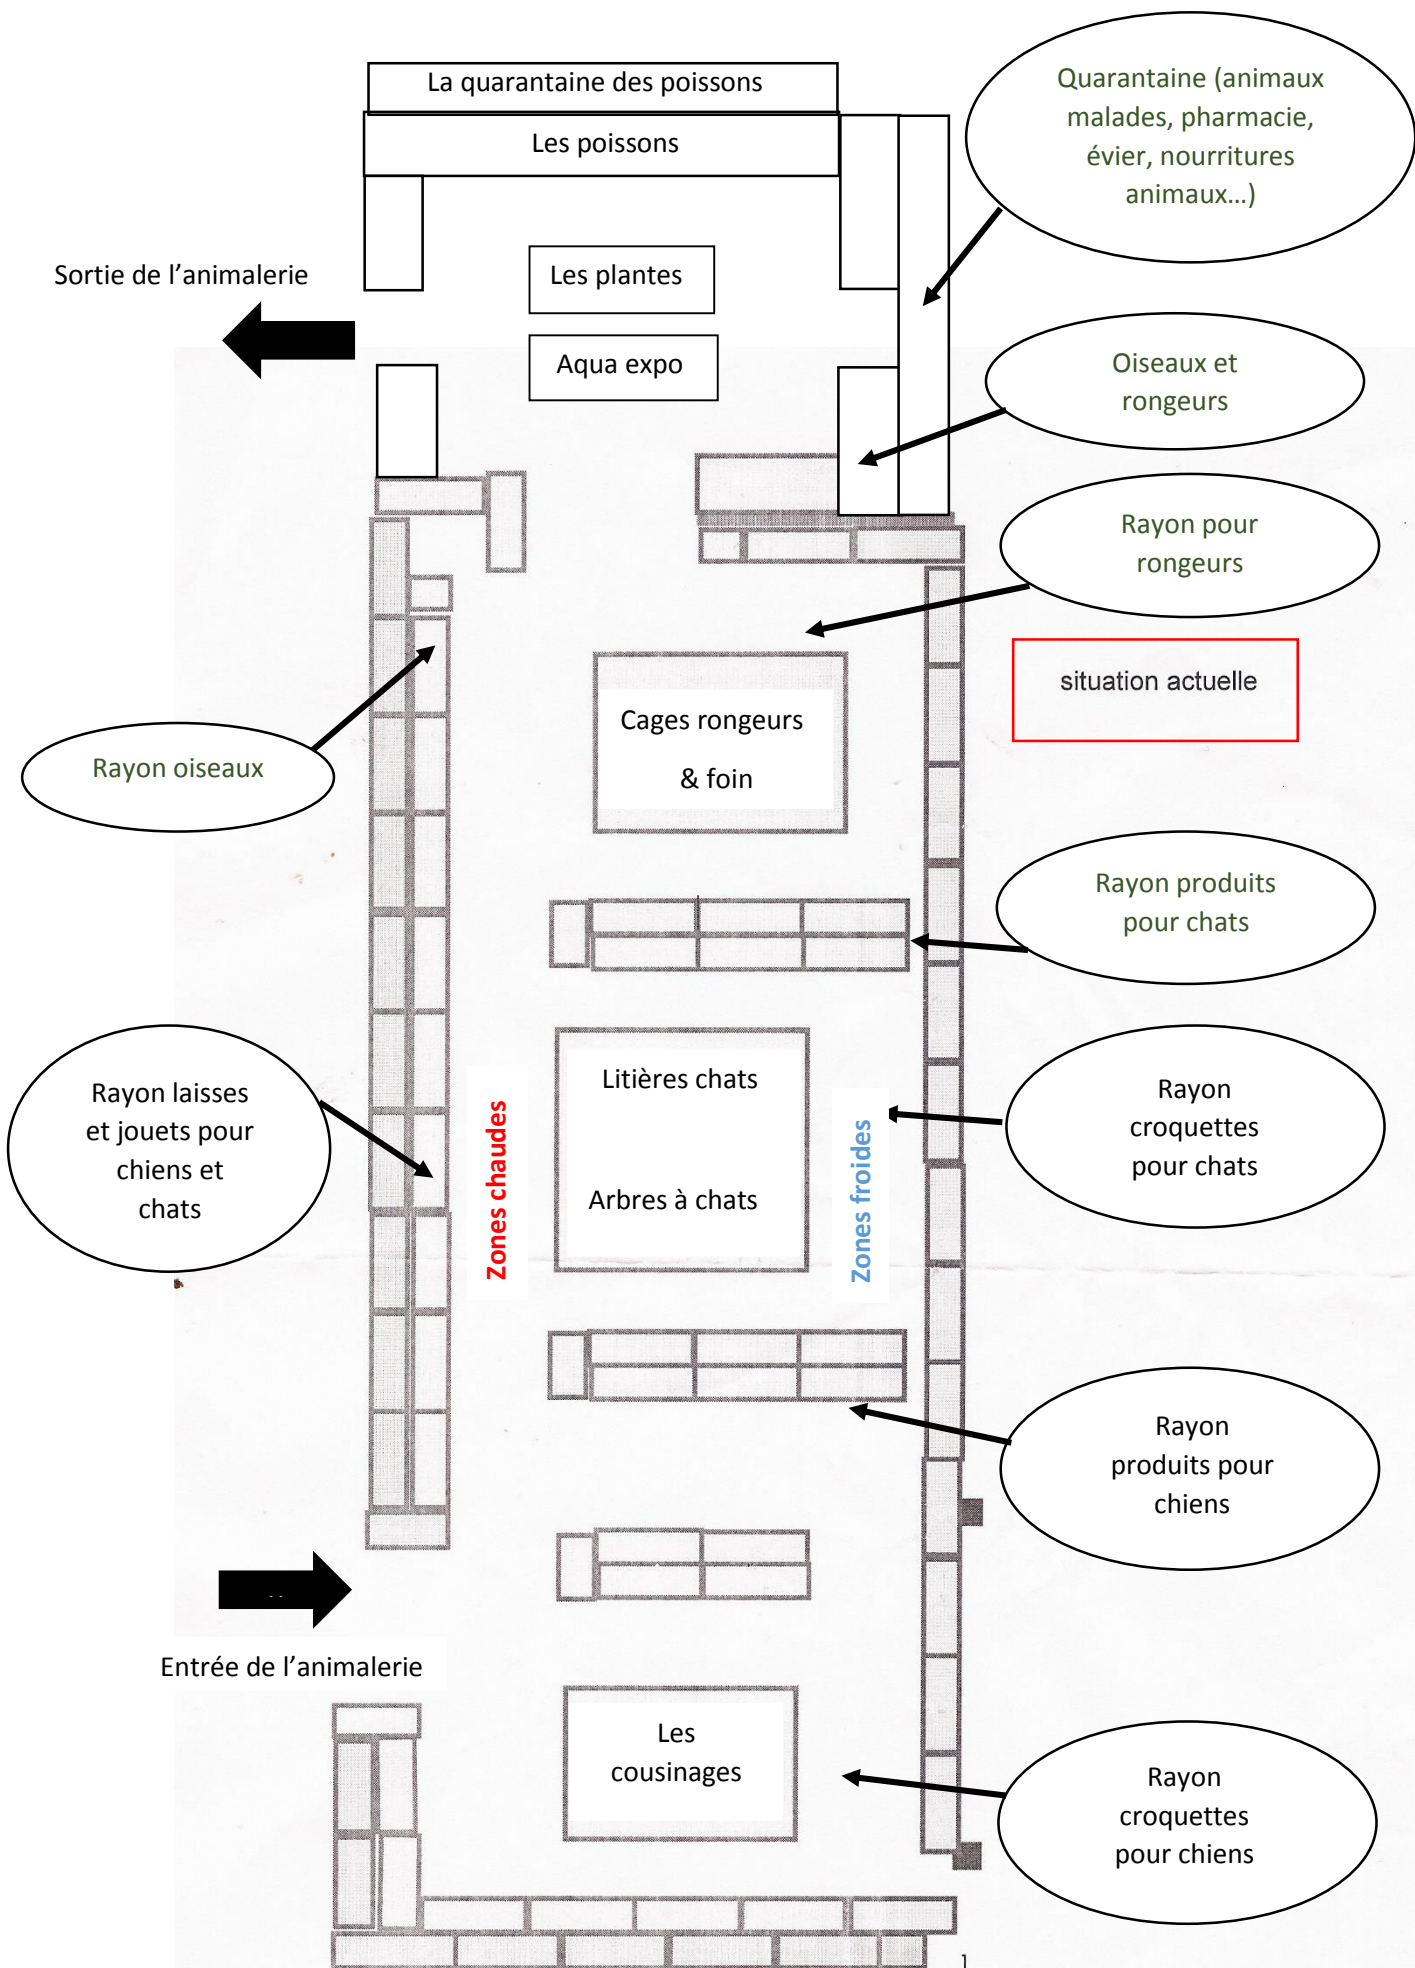 La quarantaine des poissons
Les poissons
Quarantaine (animaux
malades, pharmacie,
évier, nourritures
animaux...)
Sortie de l'animalerie
Les plantes
Aqua expo
Oiseaux et
rongeurs
Rayon pour
rongeurs
situation actuelle
Cages rongeurs
& foin
Rayon oiseaux
Rayon produits
pour chats
Rayon laisses
et jouets pour
chiens et
chats
Zones chaudes
Litières chats
Arbres à chats
Zones froides
Rayon
croquettes
pour chats
Rayon
produits pour
chiens
Entrée de l'animalerie
Les
cousinages
Rayon
croquettes
pour chiens